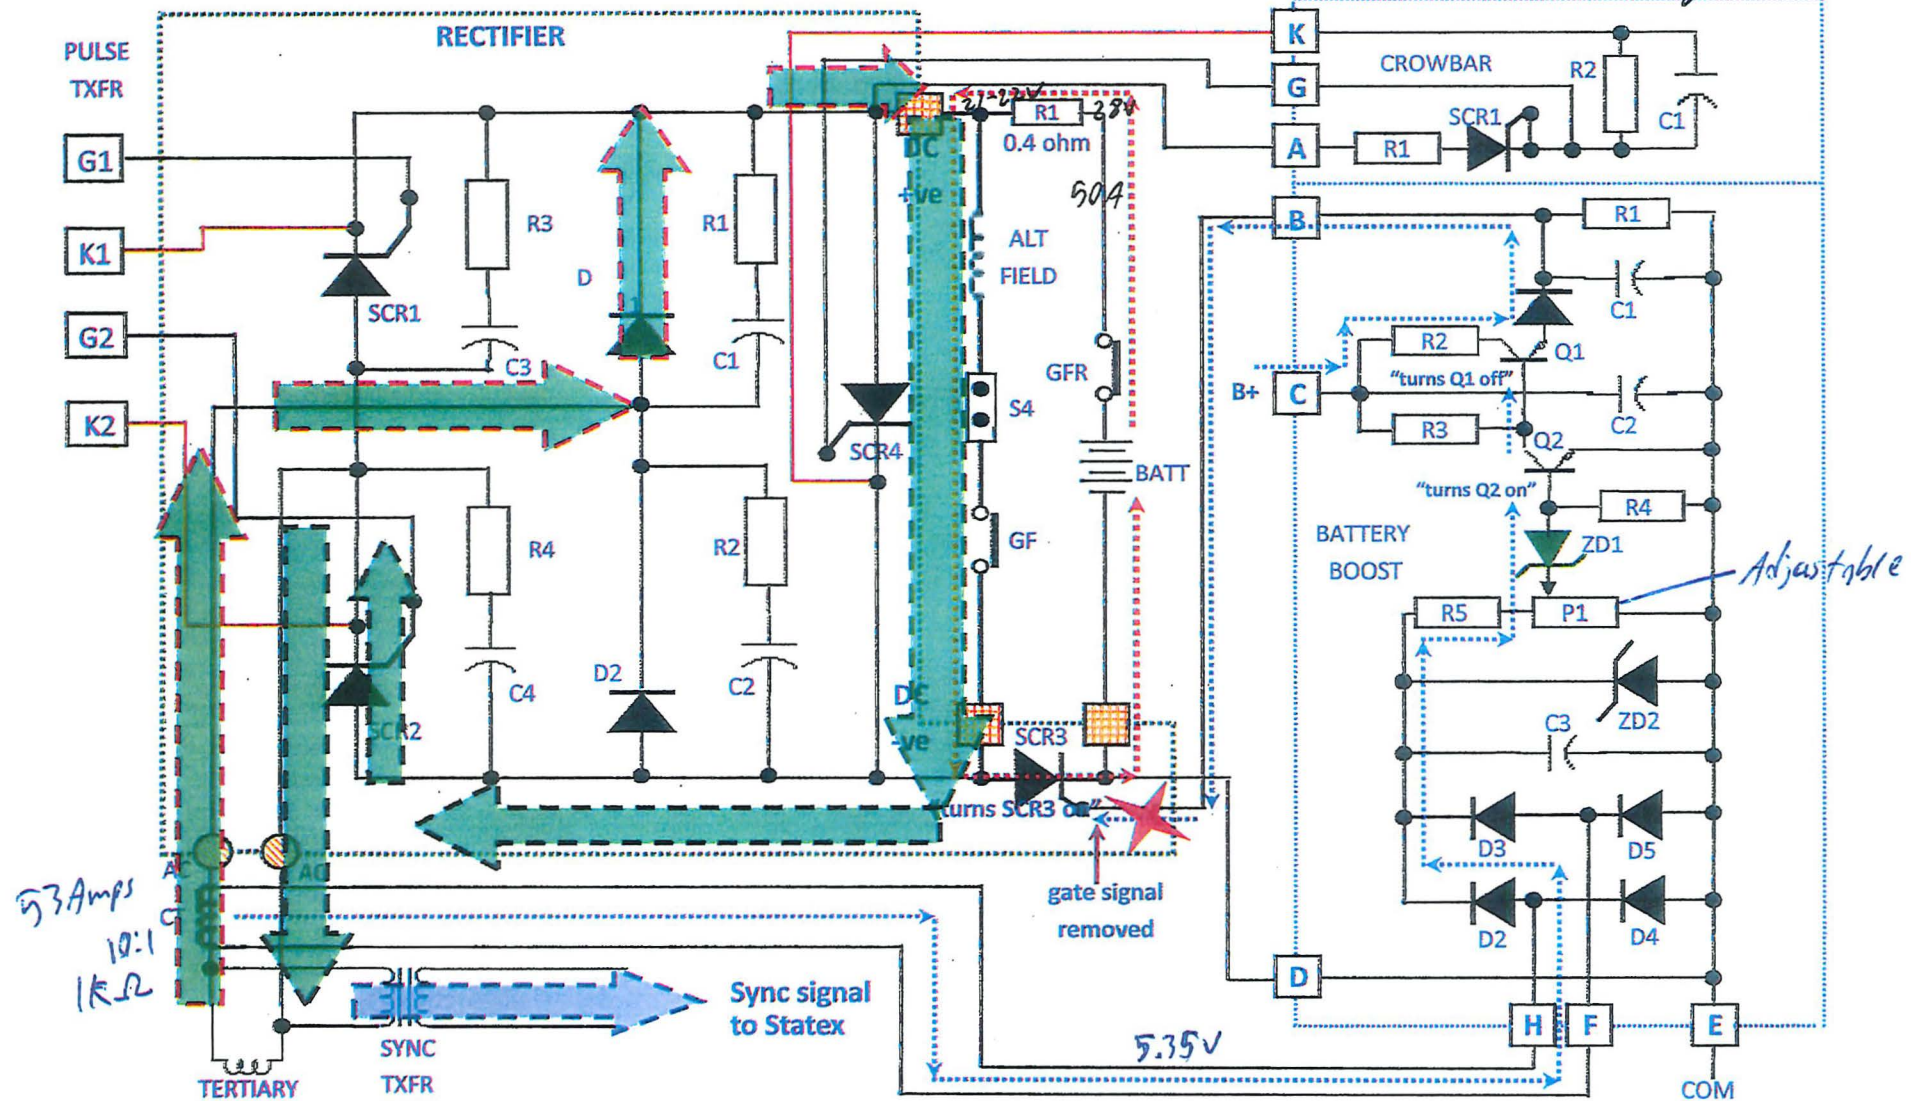 RECTIFIER
PULSE
TXFR
G1
K1
G2
K2
SCR1
R3
C3
D
1
R1
C1
SCR4
R4
C4
SCR2
D2
R2
C2
DC
+ve
DC
-ve
21-22V
R1
28V
0.4 ohm
50A
ALT
FIELD
S4
GF
GFR
BATT
SCR3
"turns SCR3 on"
gate signal
removed
AC
AC
CT
53 Amps
10:1
1kΩ
TERTIARY
SYNC
TXFR
Sync signal
to Statex
5.35V
K
G
A
CROWBAR
R1
SCR1
R2
C1
B
R1
C1
R2
Q1
"turns Q1 off"
B+
C
C2
R3
Q2
"turns Q2 on"
R4
BATTERY
BOOST
ZD1
Adjustable
R5
P1
ZD2
C3
D3
D5
D2
D4
D
H
F
E
COM